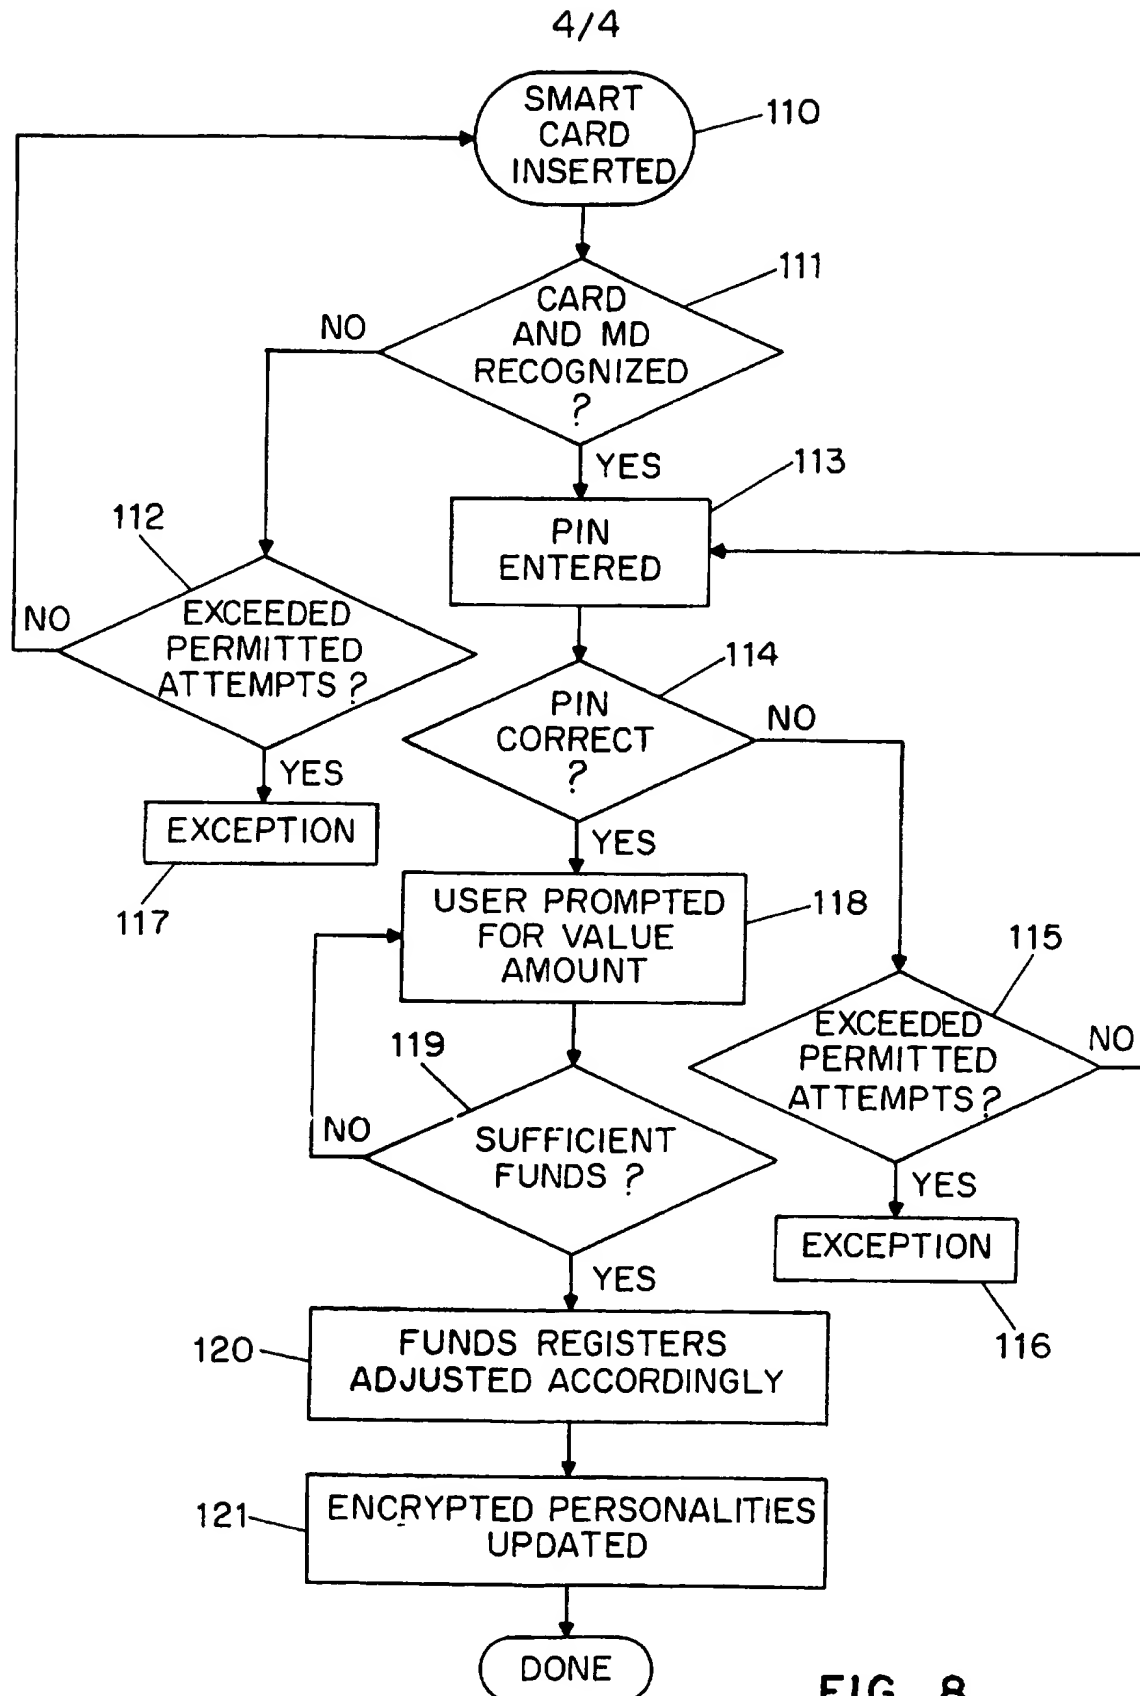 4/4
SMART
CARD
INSERTED
110
CARD
AND MD
RECOGNIZED
?
111
NO
YES
PIN
ENTERED
113
112
EXCEEDED
PERMITTED
ATTEMPTS?
NO
YES
EXCEPTION
117
PIN
CORRECT
?
114
NO
YES
USER PROMPTED
FOR VALUE
AMOUNT
118
115
EXCEEDED
PERMITTED
ATTEMPTS?
NO
YES
EXCEPTION
116
119
SUFFICIENT
FUNDS ?
NO
YES
120
FUNDS REGISTERS
ADJUSTED ACCORDINGLY
121
ENCRYPTED PERSONALITIES
UPDATED
DONE
FIG. 8